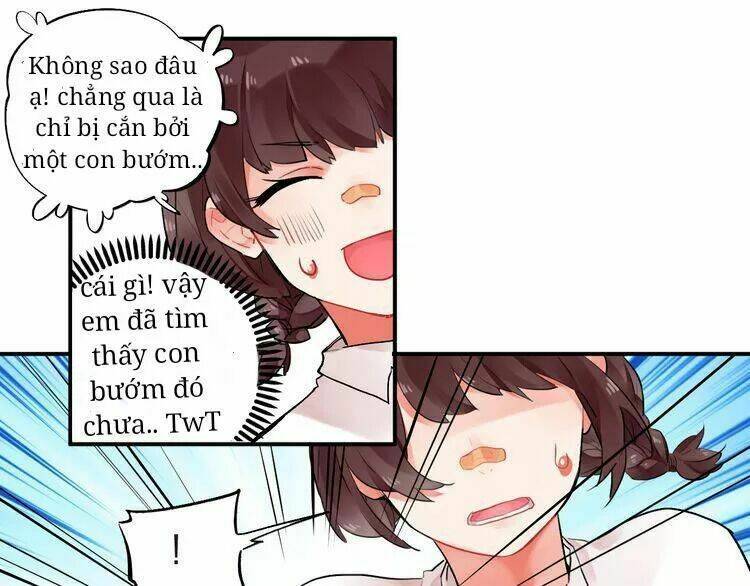 Không sao đâu
ạ! chẳng qua là
chỉ bị cắn bởi
một con bướm..
cái gì! vậy
em đã tìm
thấy con
bướm đó
chưa.. TwT
!